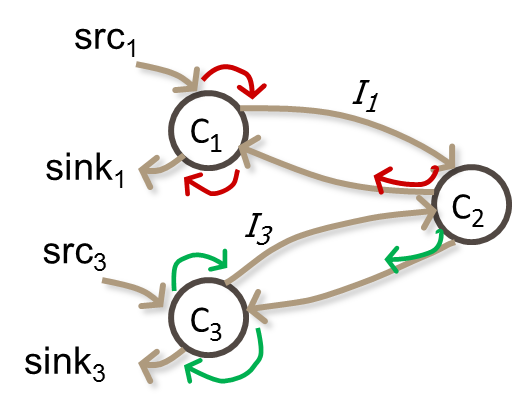 src₁
I₁
C₁
sink₁
C₂
I₃
src₃
C₃
sink₃